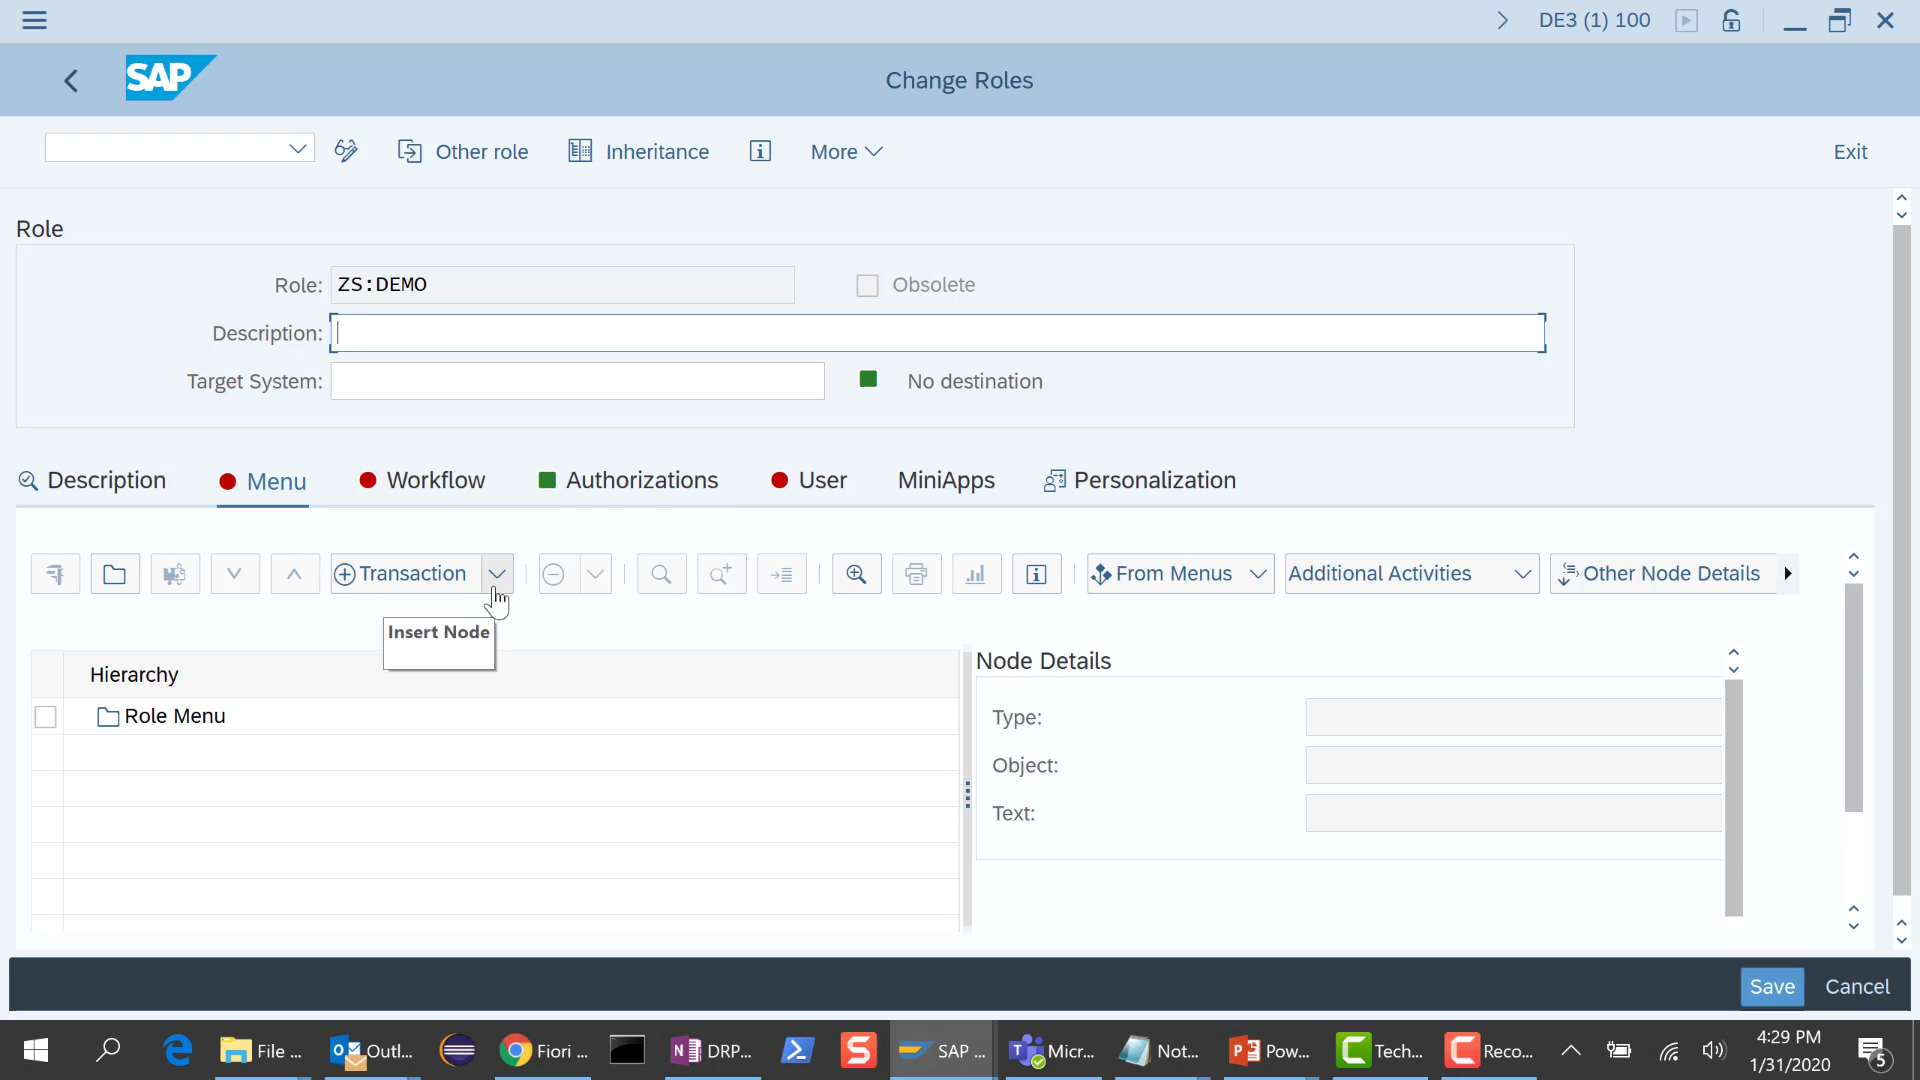 DE3 (1) 100
SAP
Change Roles
Other role
Inheritance
More
Exit
Role
Role:
ZS:DEMO
Obsolete
Description:
Target System:
No destination
Description
Menu
Workflow
Authorizations
User
MiniApps
Personalization
Transaction
From Menus
Additional Activities
Other Node Details
Insert Node
Hierarchy
Role Menu
Node Details
Type:
Object:
Text:
Save
Cancel
File ...
Outl...
Fiori ...
DRP...
SAP ...
Micr...
Not...
Pow...
Tech...
Reco...
4:29 PM
1/31/2020
5